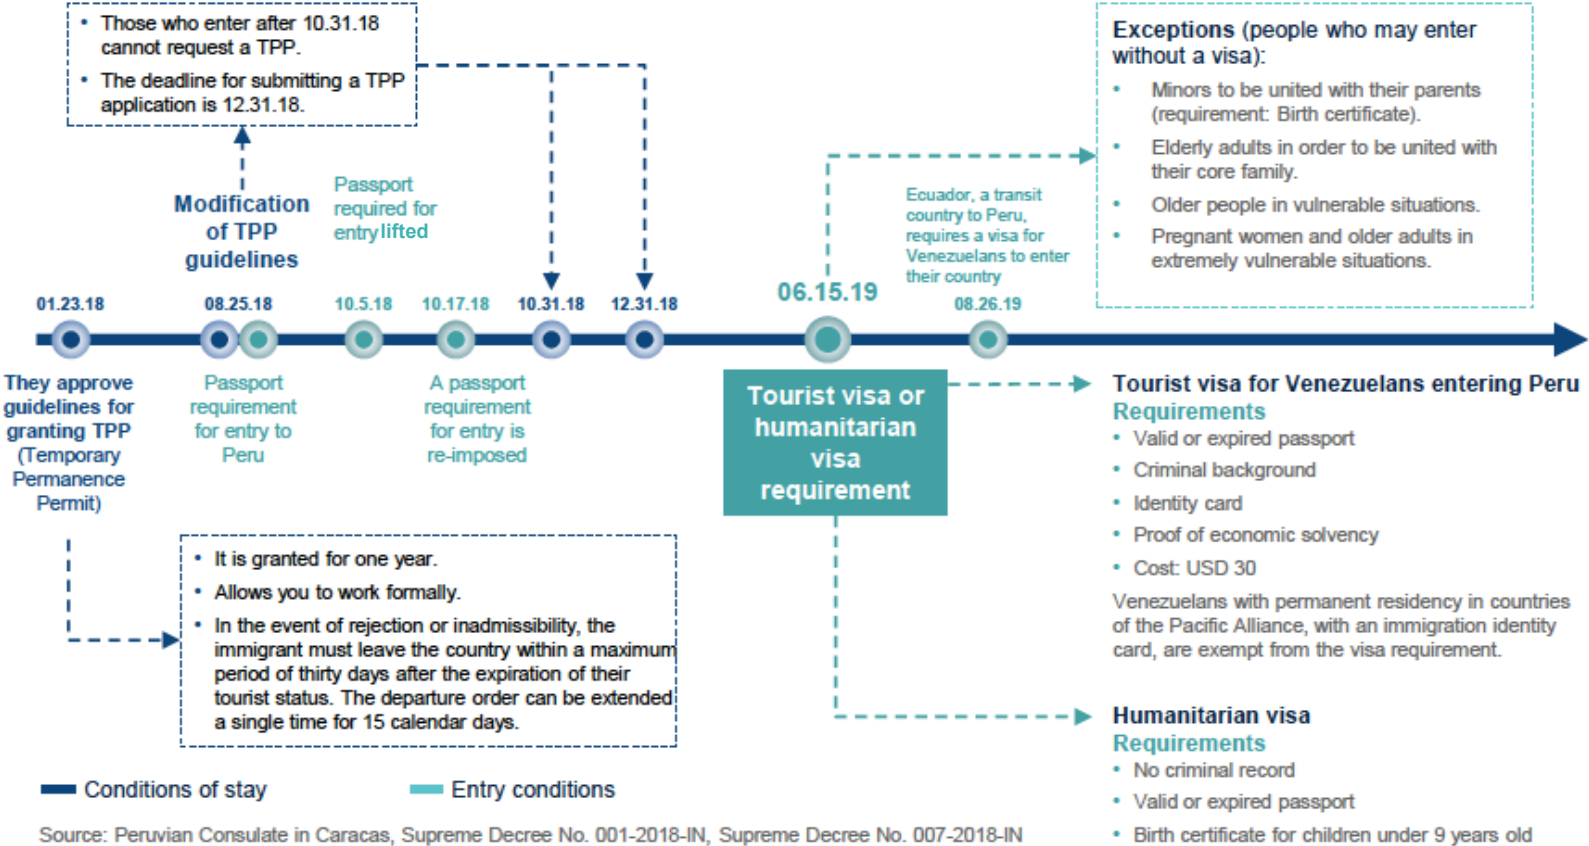 • Those who enter after 10.31.18
cannot request a TPP.
• The deadline for submitting a TPP
application is 12.31.18.
Modification
of TPP
guidelines
Passport
required for
entry lifted
Ecuador, a transit
country to Peru,
requires a visa for
Venezuelans to enter
their country
Exceptions (people who may enter
without a visa):
• Minors to be united with their parents
(requirement: Birth certificate).
• Elderly adults in order to be united with
their core family.
• Older people in vulnerable situations.
• Pregnant women and older adults in
extremely vulnerable situations.
01.23.18
08.25.18
10.5.18
10.17.18
10.31.18
12.31.18
06.15.19
08.26.19
They approve
guidelines for
granting TPP
(Temporary
Permanence
Permit)
Passport
requirement
for entry to
Peru
A passport
requirement
for entry is
re-imposed
Tourist visa or
humanitarian
visa
requirement
• It is granted for one year.
• Allows you to work formally.
• In the event of rejection or inadmissibility, the
immigrant must leave the country within a maximum
period of thirty days after the expiration of their
tourist status. The departure order can be extended
a single time for 15 calendar days.
Tourist visa for Venezuelans entering Peru
Requirements
• Valid or expired passport
• Criminal background
• Identity card
• Proof of economic solvency
• Cost: USD 30
Venezuelans with permanent residency in countries
of the Pacific Alliance, with an immigration identity
card, are exempt from the visa requirement.
Humanitarian visa
Requirements
• No criminal record
• Valid or expired passport
• Birth certificate for children under 9 years old
Conditions of stay
Entry conditions
Source: Peruvian Consulate in Caracas, Supreme Decree No. 001-2018-IN, Supreme Decree No. 007-2018-IN